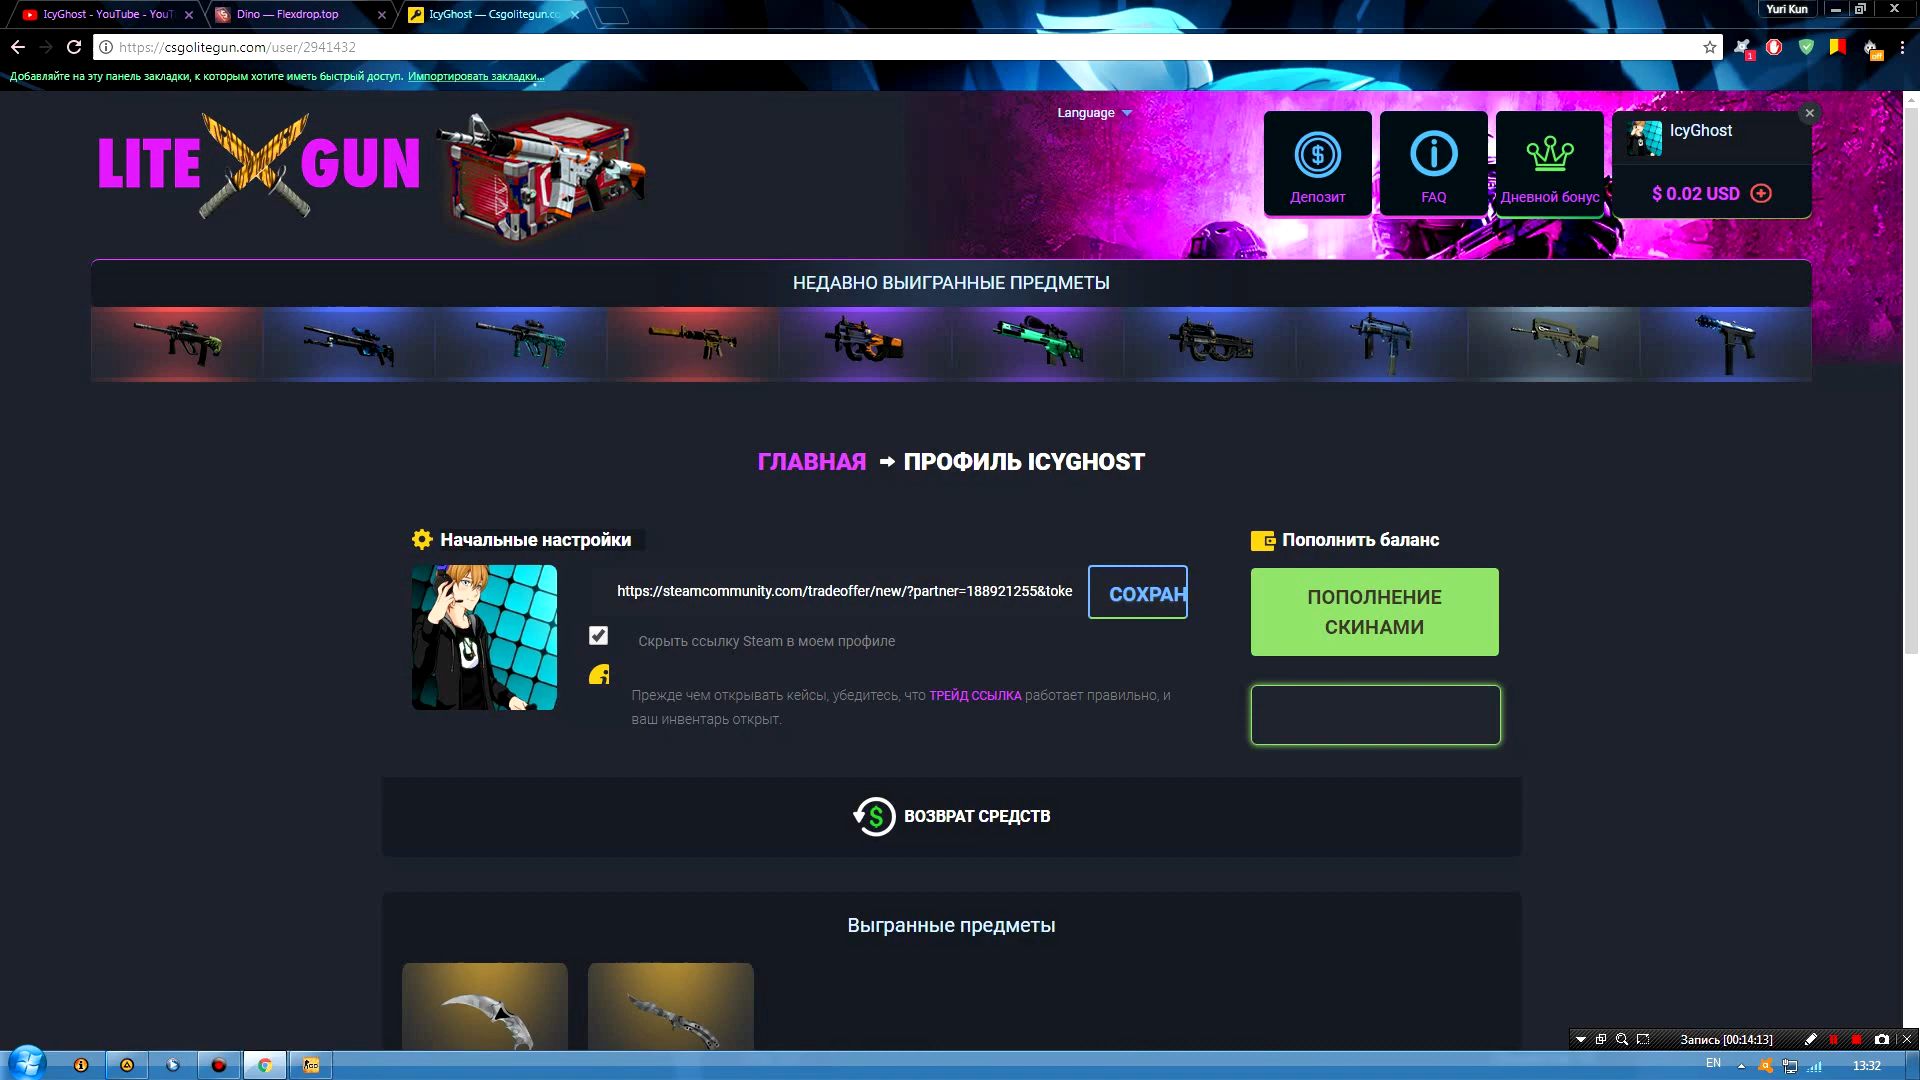 IcyGhost - YouTube - YouT
Dino — Flexdrop.top
IcyGhost — Csgolitegun.co
Yuri Kun
https://csgolitegun.com/user/2941432
1
off
Добавляйте на эту панель закладки, к которым хотите иметь быстрый доступ. Импортировать закладки...
LITE GUN
Language
Депозит
FAQ
Дневной бонус
IcyGhost
$ 0.02 USD
НЕДАВНО ВЫИГРАННЫЕ ПРЕДМЕТЫ
ГЛАВНАЯ ПРОФИЛЬ ICYGHOST
Начальные настройки
Пополнить баланс
https://steamcommunity.com/tradeoffer/new/?partner=188921255&toke
СОХРАН
ПОПОЛНЕНИЕ
СКИНАМИ
Скрыть ссылку Steam в моем профиле
Прежде чем открывать кейсы, убедитесь, что ТРЕЙД ССЫЛКА работает правильно, и
ваш инвентарь открыт.
ВОЗВРАТ СРЕДСТВ
Выгранные предметы
Запись [00:14:13]
EN
13:32